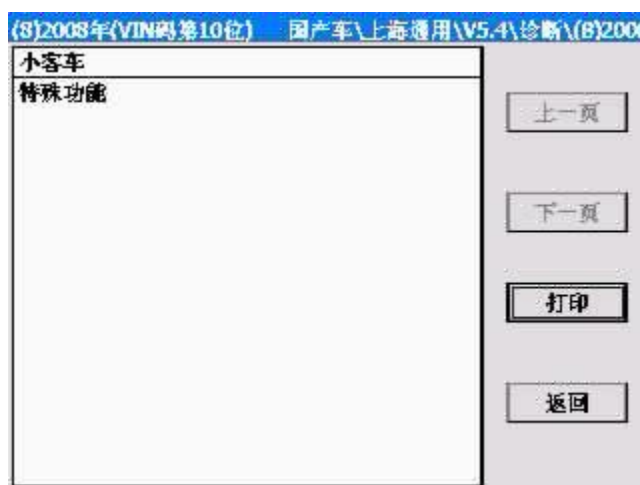 (8)2008年(VIN码第10位) 国产车\上海通用\V5.4\诊断\(8)200
小客车
特殊功能
上一页
下一页
打印
返回